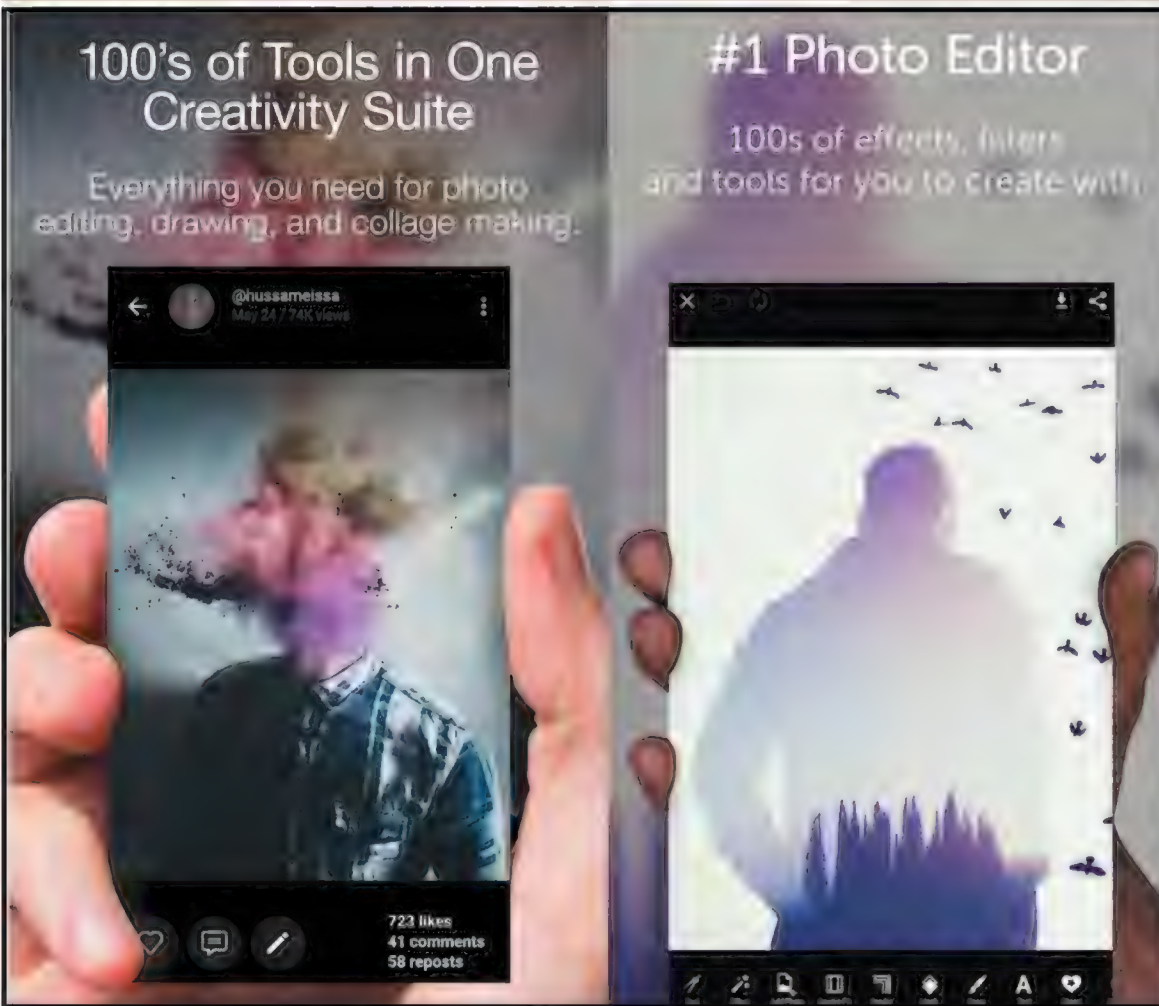 100's of Tools in One
Creativity Suite
Everything you need for photo
editing, drawing, and collage making.
@hussameissa
May 24 / 74K views
723 likes
41 comments
58 reposts
#1 Photo Editor
100s of effects, filters
and tools for you to create with.
A